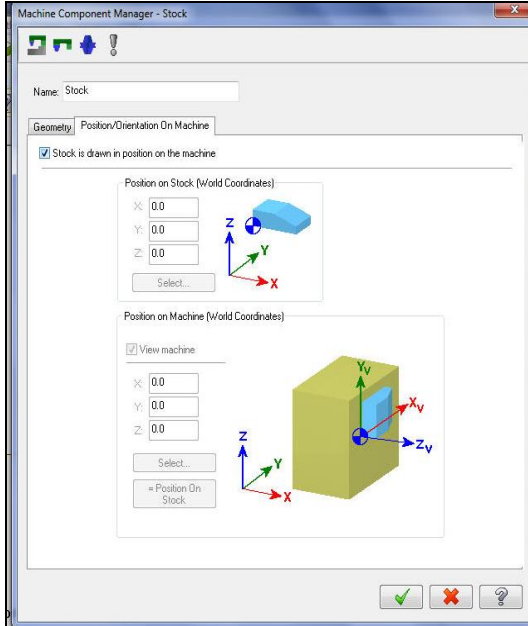 Machine Component Manager - Stock
Name: Stock
Geometry Position/Orientation On Machine
Stock is drawn in position on the machine
Position on Stock (World Coordinates)
X: 0.0
Y: 0.0
Z: 0.0
Select...
Z
Y
X
Position on Machine (World Coordinates)
View machine
X: 0.0
Y: 0.0
Z: 0.0
Select...
= Position On
Stock
Z
Y
X
YV
XV
ZV